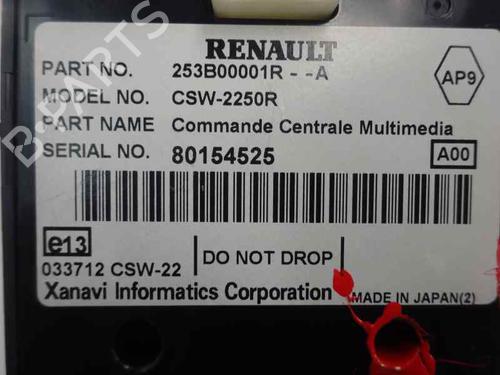 RENAULT
PART NO. 253B00001R - -A
AP9
MODEL NO. CSW-2250R
PART NAME Commande Centrale Multimedia
SERIAL NO. 80154525
A00
e13
DO NOT DROP
033712 CSW-22
Xanavi Informatics Corporation
MADE IN JAPAN(2)
B-PARTS